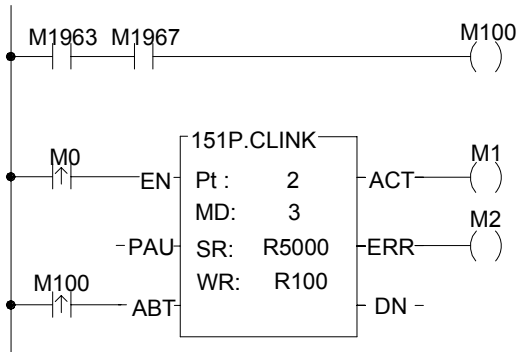 M1963 M1967 M100
151P.CLINK
M0 M1
EN Pt : 2 ACT
MD: 3 M2
PAU SR: R5000 ERR
WR: R100
M100
ABT DN